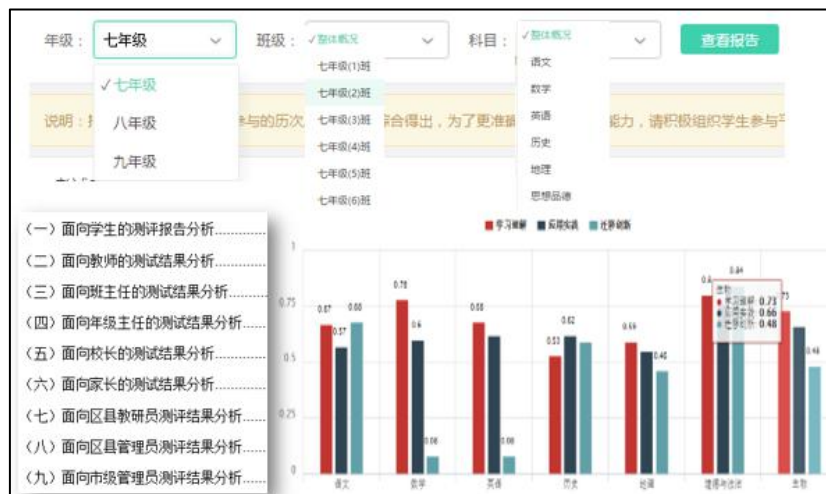 年级： 七年级 班级： ✓整体概况 科目： ✓整体概况 查看报告
✓七年级
八年级
九年级
七年级(1)班
七年级(2)班
七年级(3)班
七年级(4)班
七年级(5)班
七年级(6)班
语文
数学
英语
历史
地理
思想品德
说明：
参与的历次
综合得出，为了更准确
能力，请积极组织学生参与平
（一）面向学生的测评报告分析
（二）面向教师的测试结果分析
（三）面向班主任的测试结果分析
（四）面向年级主任的测试结果分析
（五）面向校长的测试结果分析
（六）面向家长的测试结果分析
（七）面向区县教研员测评结果分析
（八）面向区县管理员测评结果分析
（九）面向市级管理员测评结果分析
学习理解 应用实践 迁移创新
1
0.75
0.5
0.25
0
0.67 0.57 0.68
0.78 0.6 0.08
0.68 0.08
0.53 0.62
0.59 0.46
0.84
生物
0.73
0.66
0.48
0.48
语文 数学 英语 历史 地理 道德与法治 生物